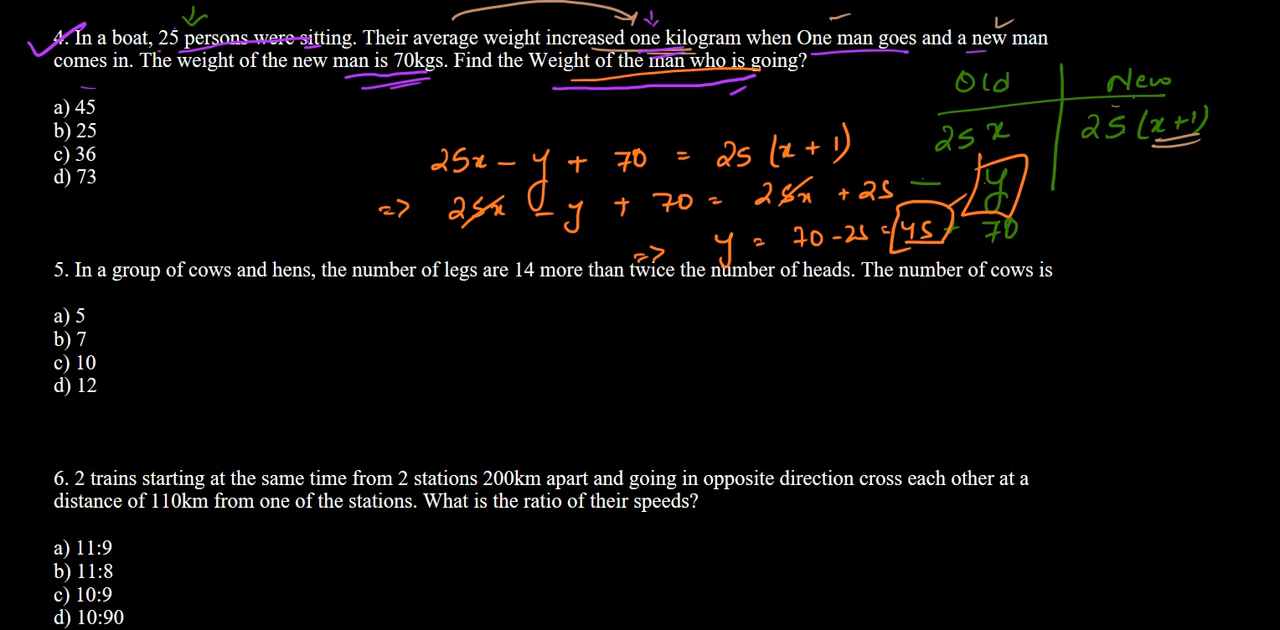 4. In a boat, 25 persons were sitting. Their average weight increased one kilogram when One man goes and a new man
comes in. The weight of the new man is 70kgs. Find the Weight of the man who is going?
Old New
a) 45
b) 25
c) 36
d) 73
25 x 25 (x+1)
25x - y + 70 = 25 (x + 1)
=> 25x - y + 70 = 25x + 25
- y
=> y = 70 - 25 = 45
+ 70
5. In a group of cows and hens, the number of legs are 14 more than twice the number of heads. The number of cows is
a) 5
b) 7
c) 10
d) 12
6. 2 trains starting at the same time from 2 stations 200km apart and going in opposite direction cross each other at a
distance of 110km from one of the stations. What is the ratio of their speeds?
a) 11:9
b) 11:8
c) 10:9
d) 10:90